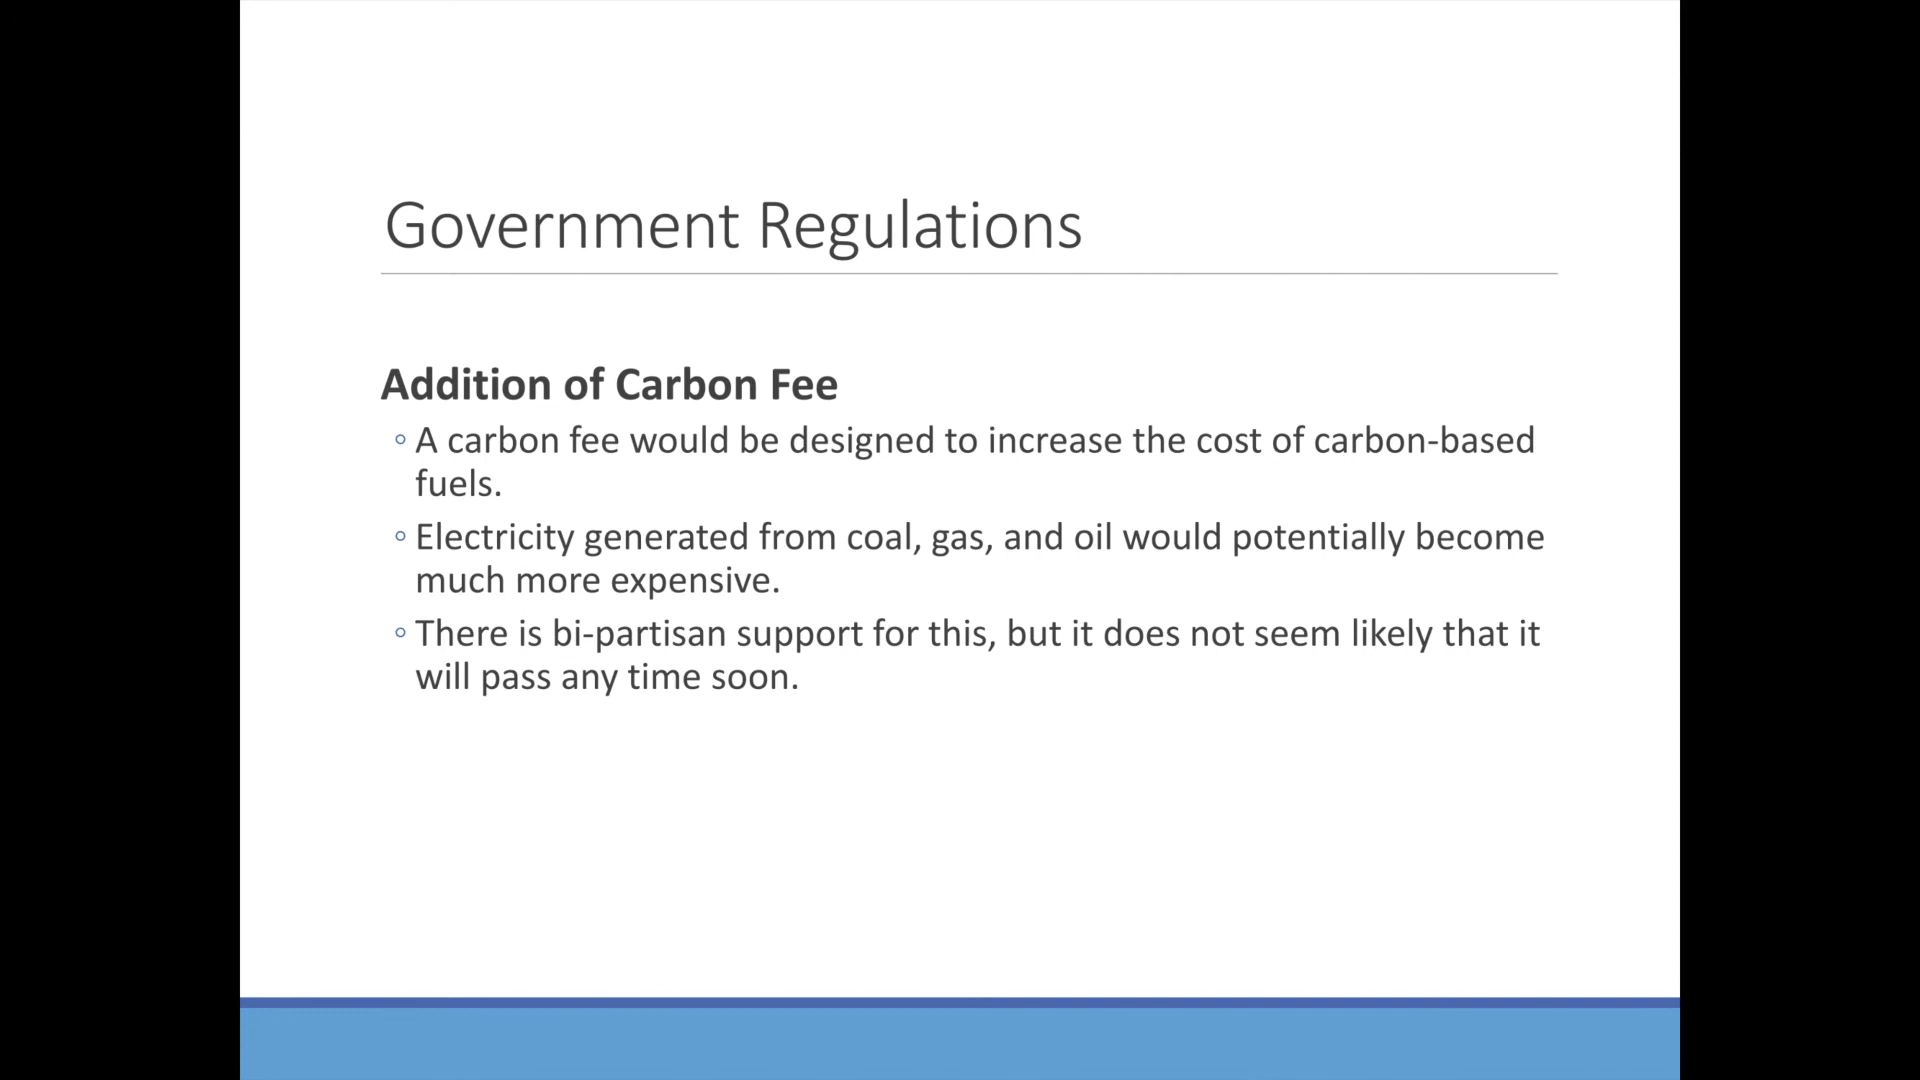 Government Regulations
Addition of Carbon Fee
◦ A carbon fee would be designed to increase the cost of carbon-based
fuels.
◦ Electricity generated from coal, gas, and oil would potentially become
much more expensive.
◦ There is bi-partisan support for this, but it does not seem likely that it
will pass any time soon.